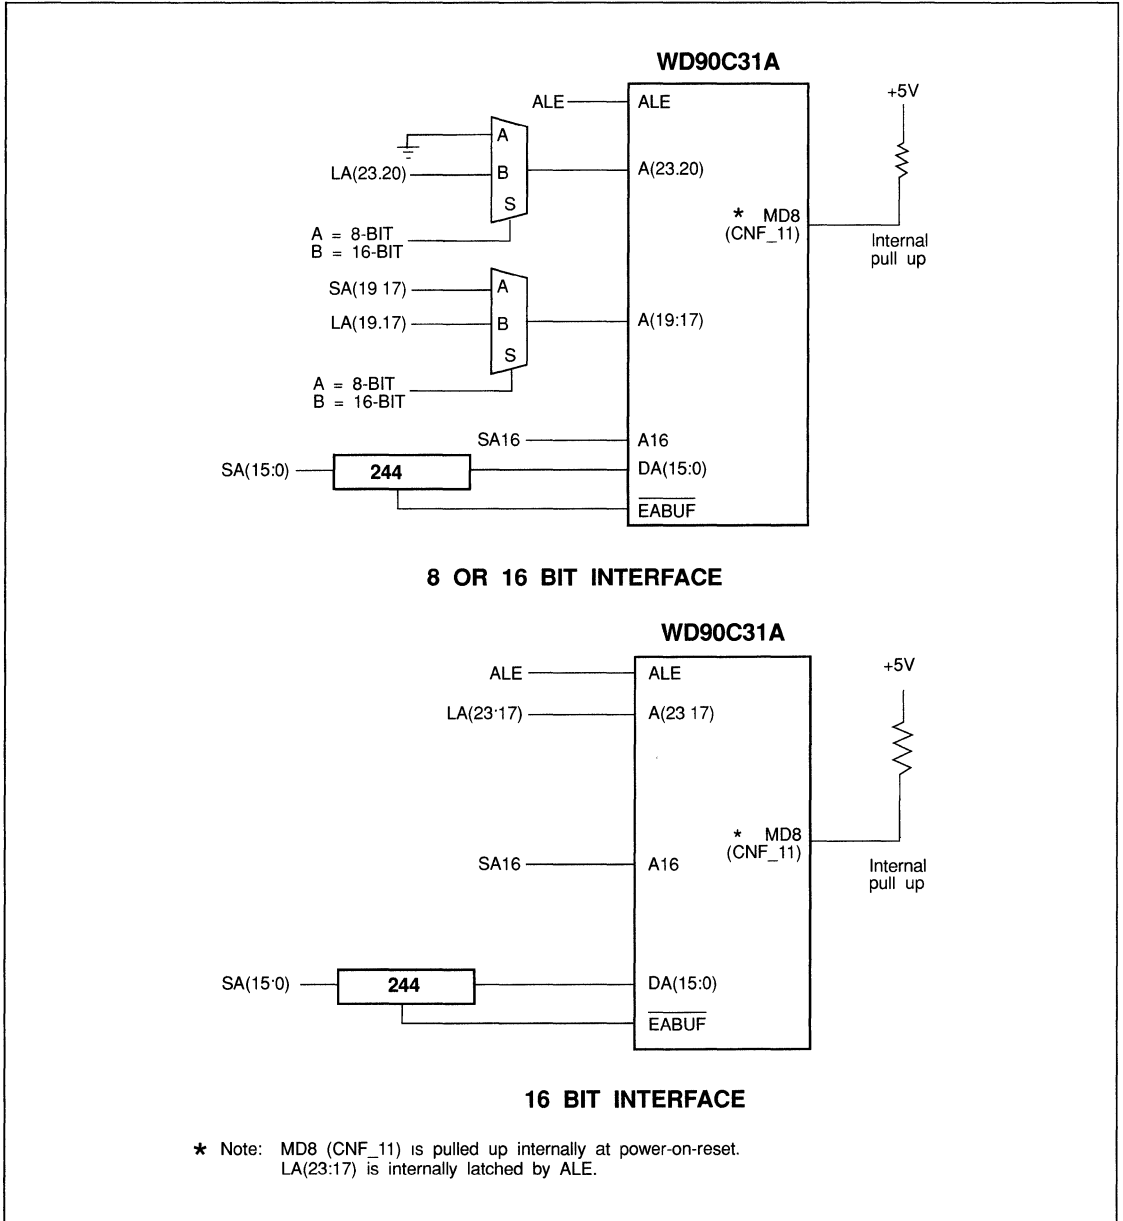 WD90C31A
ALE
ALE
+5V
A
LA(23.20)
B
A(23.20)
S
* MD8
(CNF_11)
A = 8-BIT
B = 16-BIT
Internal
pull up
SA(19 17)
A
LA(19.17)
B
A(19:17)
S
A = 8-BIT
B = 16-BIT
SA16
A16
SA(15:0)
244
DA(15:0)
EABUF
8 OR 16 BIT INTERFACE
WD90C31A
ALE
ALE
+5V
LA(23·17)
A(23 17)
* MD8
(CNF_11)
SA16
A16
Internal
pull up
SA(15·0)
244
DA(15:0)
EABUF
16 BIT INTERFACE
* Note: MD8 (CNF_11) is pulled up internally at power-on-reset.
LA(23:17) is internally latched by ALE.